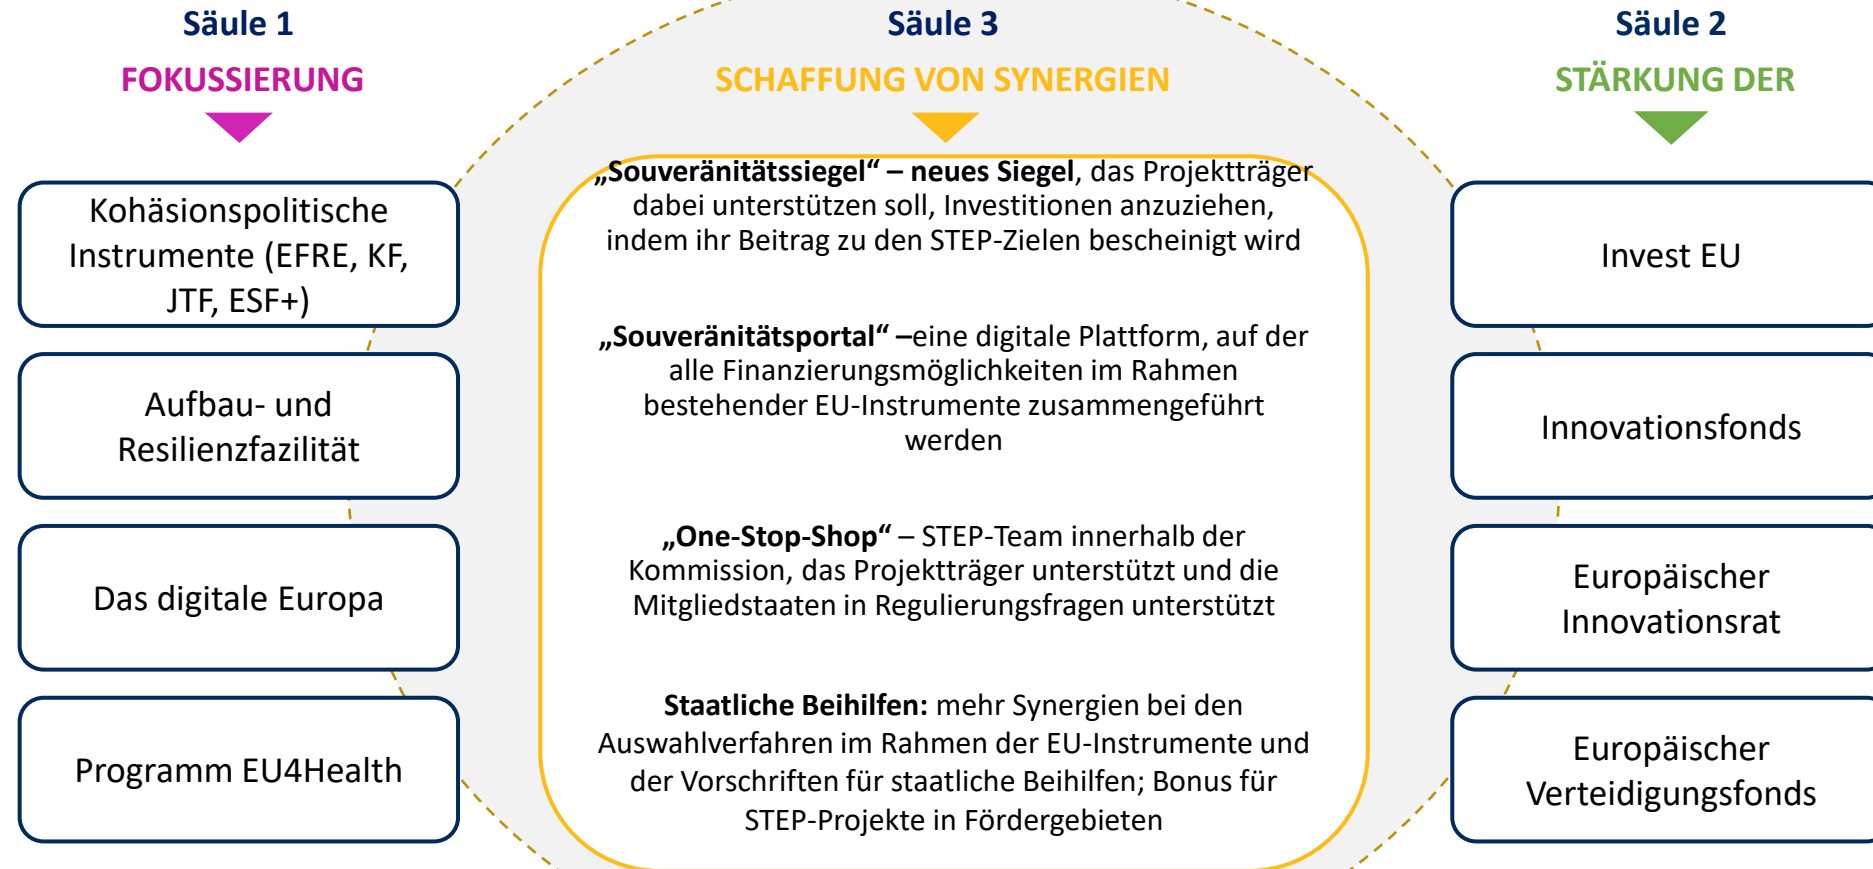 Säule 1
FOKUSSIERUNG
Kohäsionspolitische
Instrumente (EFRE, KF,
JTF, ESF+)
Aufbau- und
Resilienzfazilität
Das digitale Europa
Programm EU4Health
Säule 3
SCHAFFUNG VON SYNERGIEN
„Souveränitätssiegel“ – neues Siegel, das Projektträger
dabei unterstützen soll, Investitionen anzuziehen,
indem ihr Beitrag zu den STEP-Zielen bescheinigt wird
„Souveränitätsportal“ –eine digitale Plattform, auf der
alle Finanzierungsmöglichkeiten im Rahmen
bestehender EU-Instrumente zusammengeführt
werden
„One-Stop-Shop“ – STEP-Team innerhalb der
Kommission, das Projektträger unterstützt und die
Mitgliedstaaten in Regulierungsfragen unterstützt
Staatliche Beihilfen: mehr Synergien bei den
Auswahlverfahren im Rahmen der EU-Instrumente und
der Vorschriften für staatliche Beihilfen; Bonus für
STEP-Projekte in Fördergebieten
Säule 2
STÄRKUNG DER
Invest EU
Innovationsfonds
Europäischer
Innovationsrat
Europäischer
Verteidigungsfonds